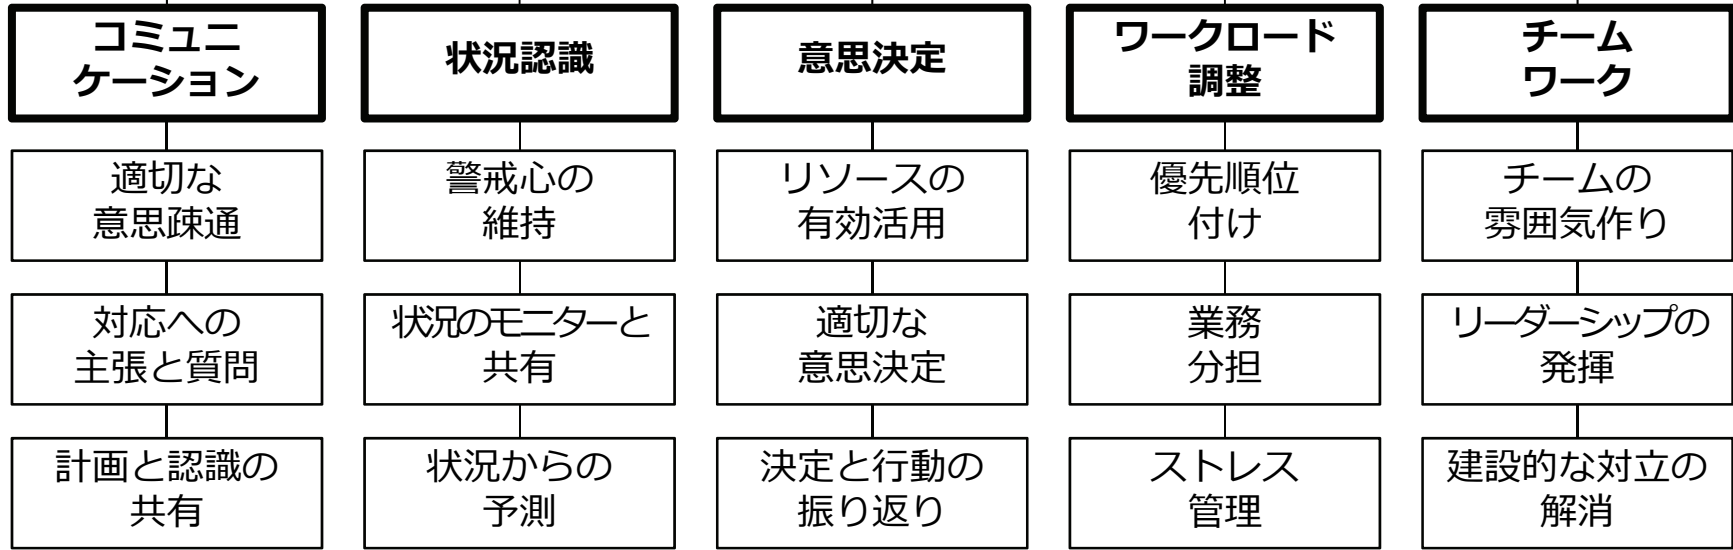 コミュニ
ケーション
適切な
意思疎通
対応への
主張と質問
計画と認識の
共有
状況認識
警戒心の
維持
状況のモニターと
共有
状況からの
予測
意思決定
リソースの
有効活用
適切な
意思決定
決定と行動の
振り返り
ワークロード
調整
優先順位
付け
業務
分担
ストレス
管理
チーム
ワーク
チームの
雰囲気作り
リーダーシップの
発揮
建設的な対立の
解消